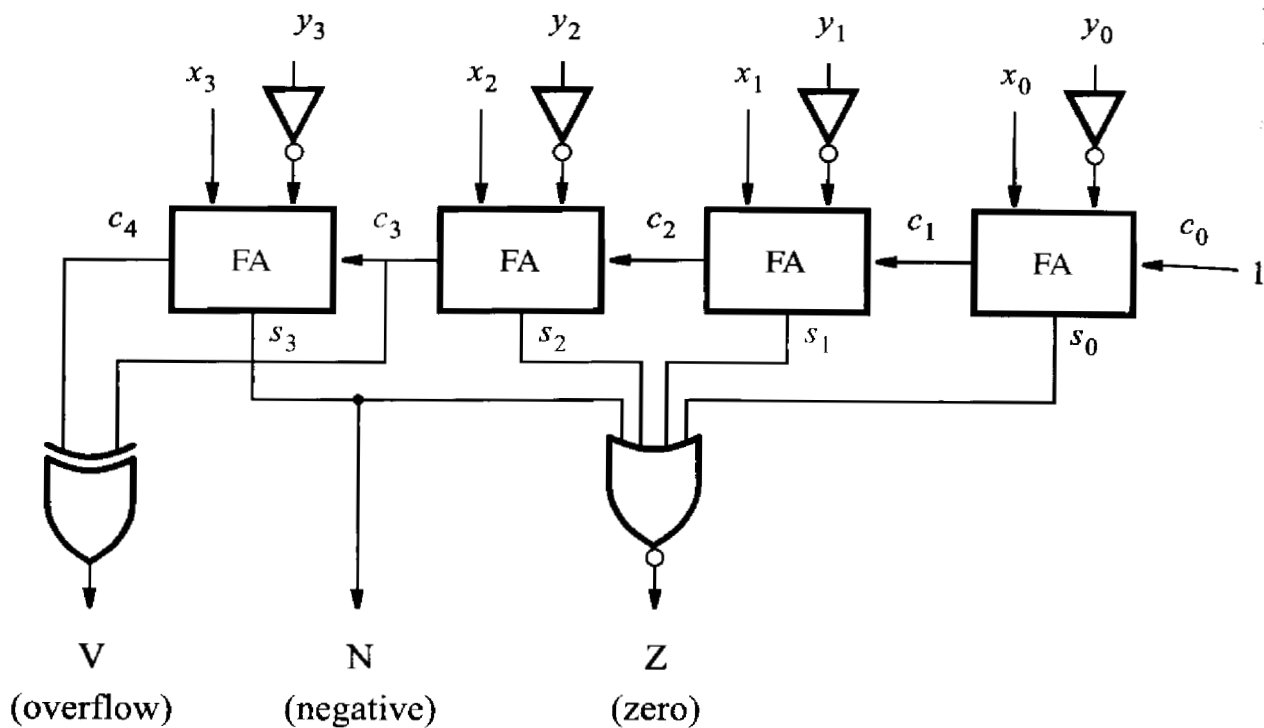 y3 y2 y1 y0
x3 x2 x1 x0
c4 c3 c2 c1 c0
FA FA FA FA 1
s3 s2 s1 s0
V N Z
(overflow) (negative) (zero)